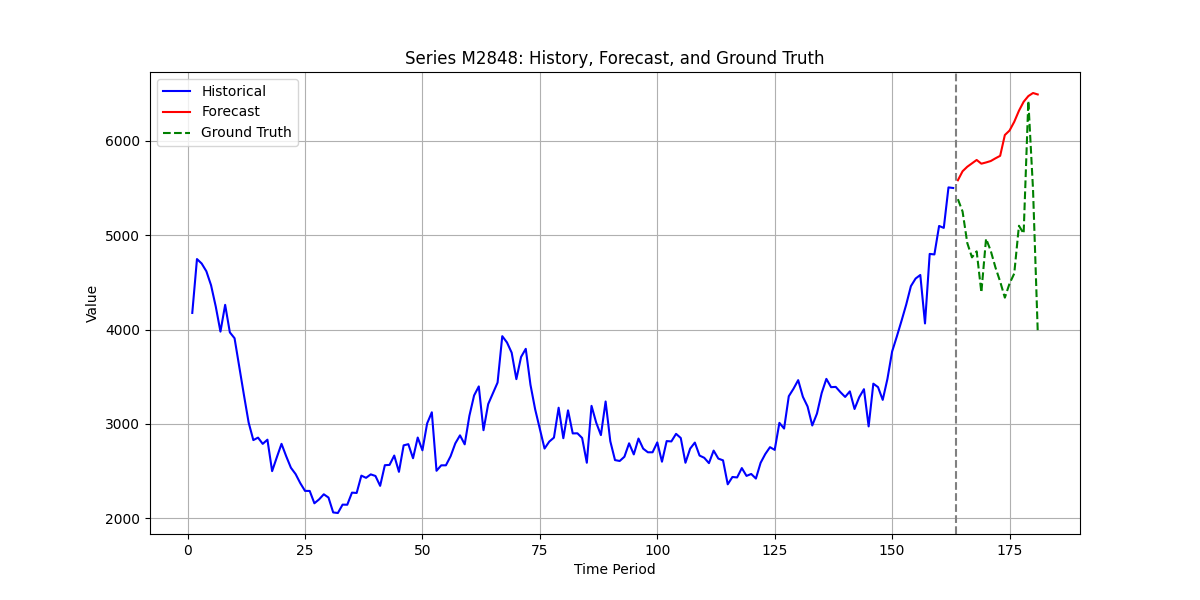 Series M2848: History, Forecast, and Ground Truth
Historical
Forecast
Ground Truth
Value
6000
5000
4000
3000
2000
0 25 50 75 100 125 150 175
Time Period